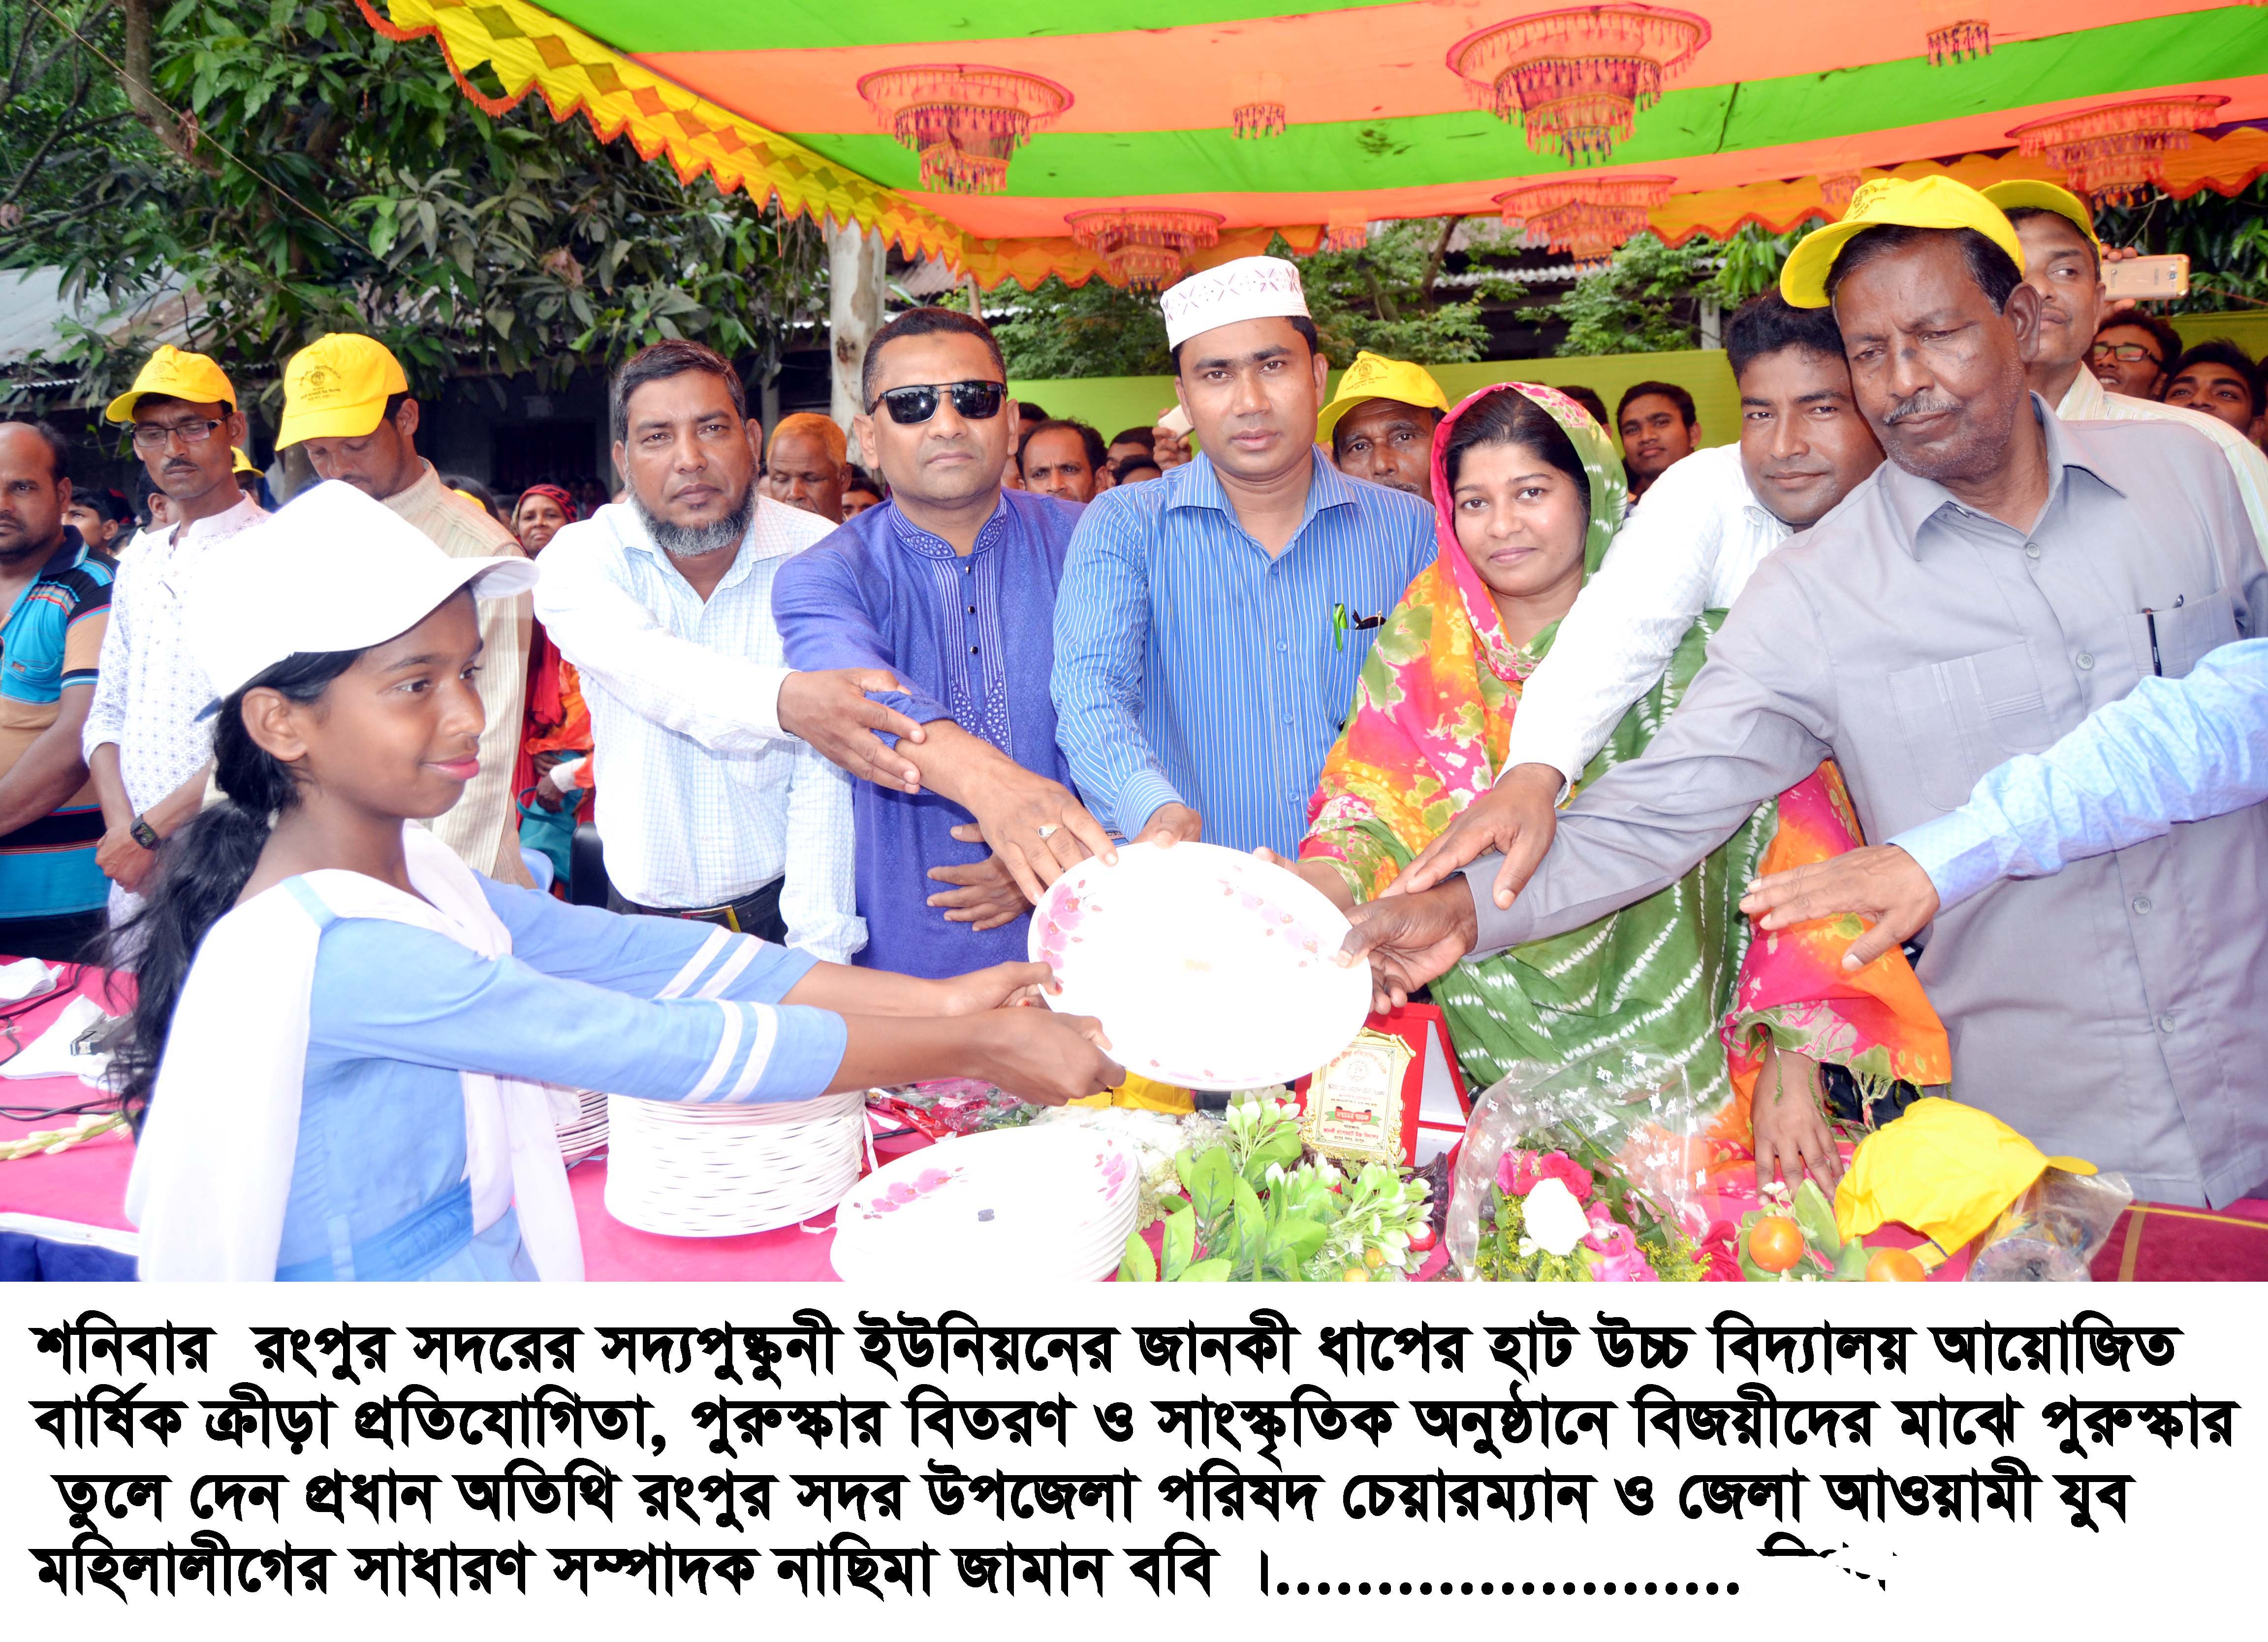 শনিবার রংপুর সদরের সদ্যপুষ্কুনী ইউনিয়নের জানকী ধাপের হাট উচ্চ বিদ্যালয় আয়োজিত
বার্ষিক ক্রীড়া প্রতিযোগিতা, পুরুস্কার বিতরণ ও সাংস্কৃতিক অনুষ্ঠানে বিজয়ীদের মাঝে পুরুস্কার
তুলে দেন প্রধান অতিথি রংপুর সদর উপজেলা পরিষদ চেয়ারম্যান ও জেলা আওয়ামী যুব
মহিলালীগের সাধারণ সম্পাদক নাছিমা জামান ববি ।.......................